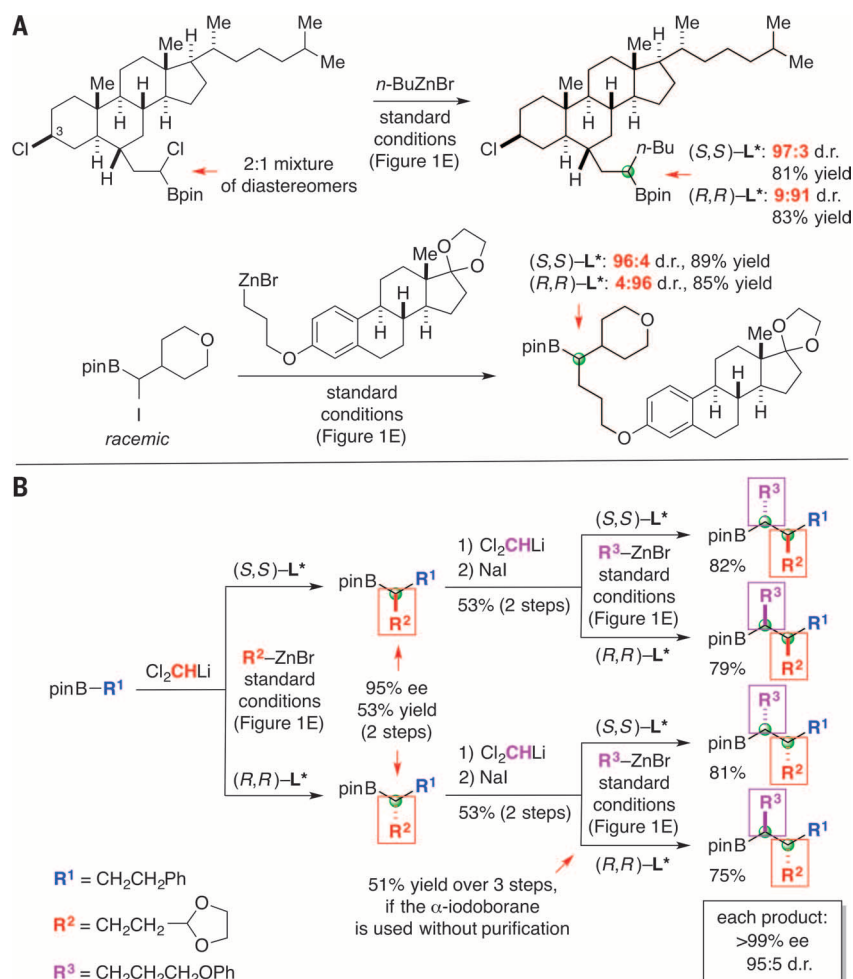 A
Me
Me
H
Me
Me
Me
H
H
H
3
Cl
H
Cl
Bpin
2:1 mixture
of diastereomers
n-BuZnBr
standard
conditions
(Figure 1E)
Me
Me
H
Me
Me
Me
H
H
H
Cl
H
n-Bu
Bpin
(S,S)–L*: 97:3 d.r.
81% yield
(R,R)–L*: 9:91 d.r.
83% yield
ZnBr
Me
O
O
H
H
H
O
pinB
O
I
racemic
standard
conditions
(Figure 1E)
(S,S)–L*: 96:4 d.r., 89% yield
(R,R)–L*: 4:96 d.r., 85% yield
O
pinB
Me
O
O
H
H
H
O
B
pinB–R¹
Cl₂CHLi
(S,S)–L*
R²–ZnBr
standard
conditions
(Figure 1E)
(R,R)–L*
pinB
R¹
R²
95% ee
53% yield
(2 steps)
pinB
R¹
R²
1) Cl₂CHLi
2) NaI
53% (2 steps)
(S,S)–L*
R³–ZnBr
standard
conditions
(Figure 1E)
(R,R)–L*
R³
pinB
R¹
R²
82%
R³
pinB
R¹
R²
79%
1) Cl₂CHLi
2) NaI
53% (2 steps)
(S,S)–L*
R³–ZnBr
standard
conditions
(Figure 1E)
(R,R)–L*
R³
pinB
R¹
R²
81%
R³
pinB
R¹
R²
75%
51% yield over 3 steps,
if the α-iodoborane
is used without purification
R¹ = CH₂CH₂Ph
R² = CH₂CH₂
O
O
R³ = CH₂CH₂CH₂OPh
each product:
>99% ee
95:5 d.r.